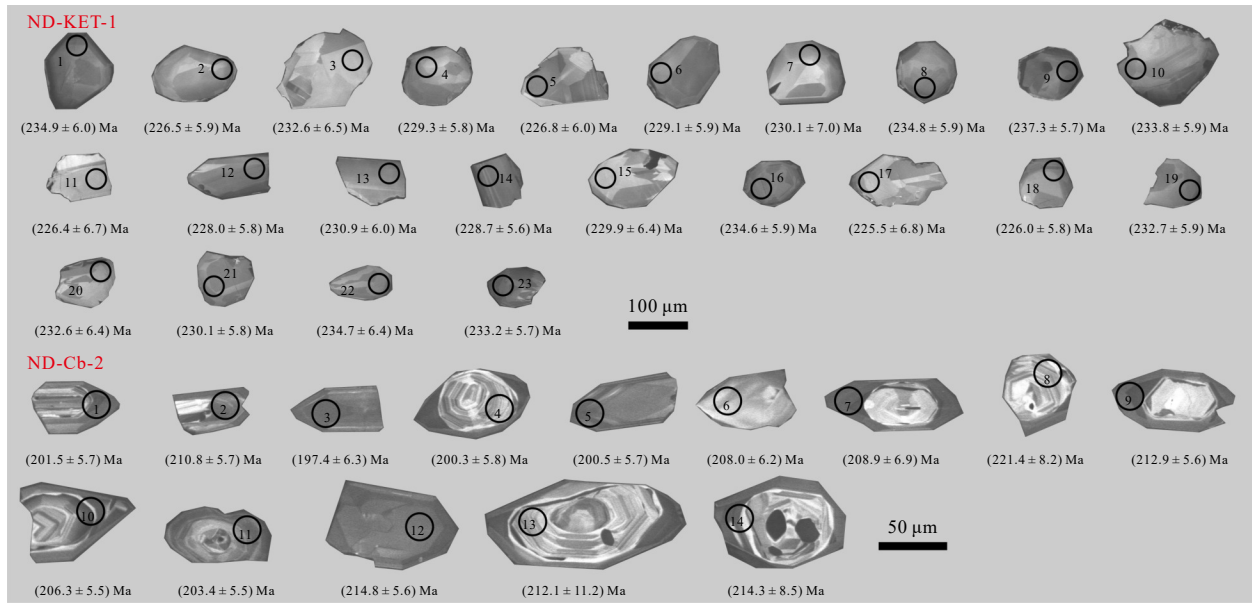 ND-KET-1
1 2 3 4 5 6 7 8 9 10
(234.9 ± 6.0) Ma (226.5 ± 5.9) Ma (232.6 ± 6.5) Ma (229.3 ± 5.8) Ma (226.8 ± 6.0) Ma (229.1 ± 5.9) Ma (230.1 ± 7.0) Ma (234.8 ± 5.9) Ma (237.3 ± 5.7) Ma (233.8 ± 5.9) Ma
11 12 13 14 15 16 17 18 19
(226.4 ± 6.7) Ma (228.0 ± 5.8) Ma (230.9 ± 6.0) Ma (228.7 ± 5.6) Ma (229.9 ± 6.4) Ma (234.6 ± 5.9) Ma (225.5 ± 6.8) Ma (226.0 ± 5.8) Ma (232.7 ± 5.9) Ma
20 21 22 23
100 µm
(232.6 ± 6.4) Ma (230.1 ± 5.8) Ma (234.7 ± 6.4) Ma (233.2 ± 5.7) Ma
ND-Cb-2
1 2 3 4 5 6 7 8 9
(201.5 ± 5.7) Ma (210.8 ± 5.7) Ma (197.4 ± 6.3) Ma (200.3 ± 5.8) Ma (200.5 ± 5.7) Ma (208.0 ± 6.2) Ma (208.9 ± 6.9) Ma (221.4 ± 8.2) Ma (212.9 ± 5.6) Ma
10 11 12 13 14
50 µm
(206.3 ± 5.5) Ma (203.4 ± 5.5) Ma (214.8 ± 5.6) Ma (212.1 ± 11.2) Ma (214.3 ± 8.5) Ma